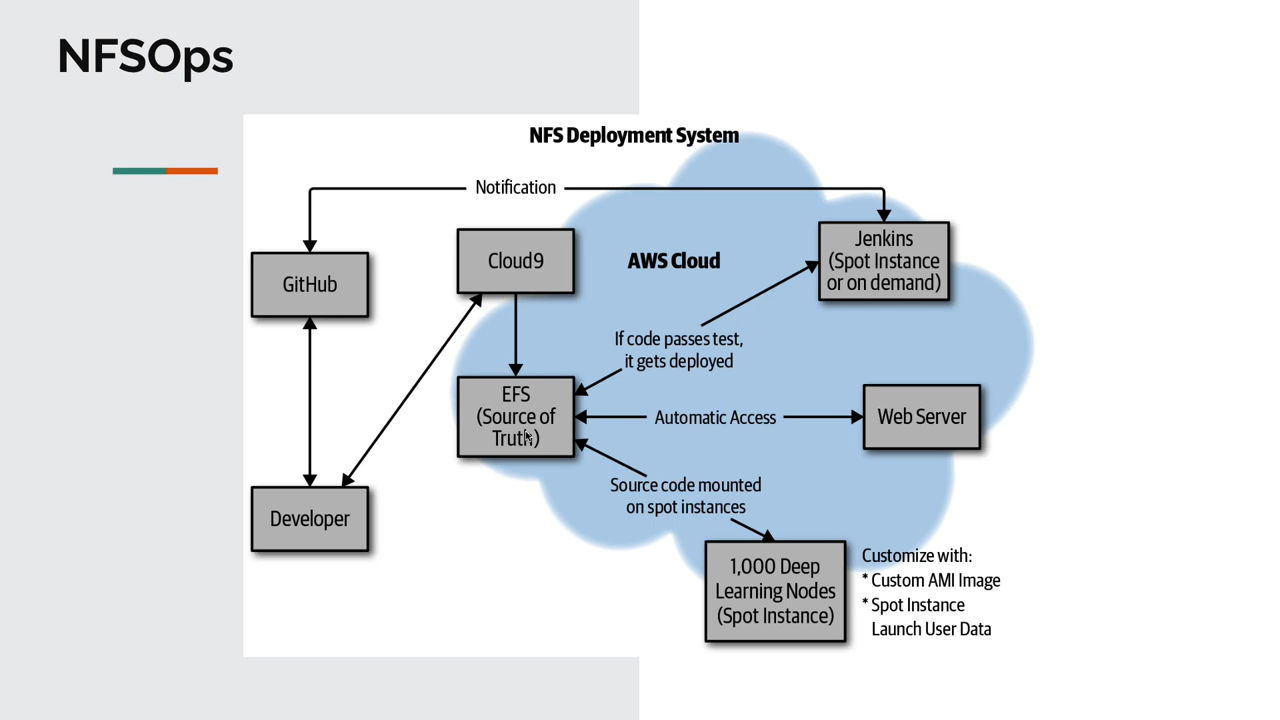 NFSOps
NFS Deployment System
Notification
GitHub
Cloud9
AWS Cloud
Jenkins
(Spot Instance
or on demand)
If code passes test,
it gets deployed
EFS
(Source of
Truth)
Automatic Access
Web Server
Source code mounted
on spot instances
Developer
1,000 Deep
Learning Nodes
(Spot Instance)
Customize with:
* Custom AMI Image
* Spot Instance
Launch User Data